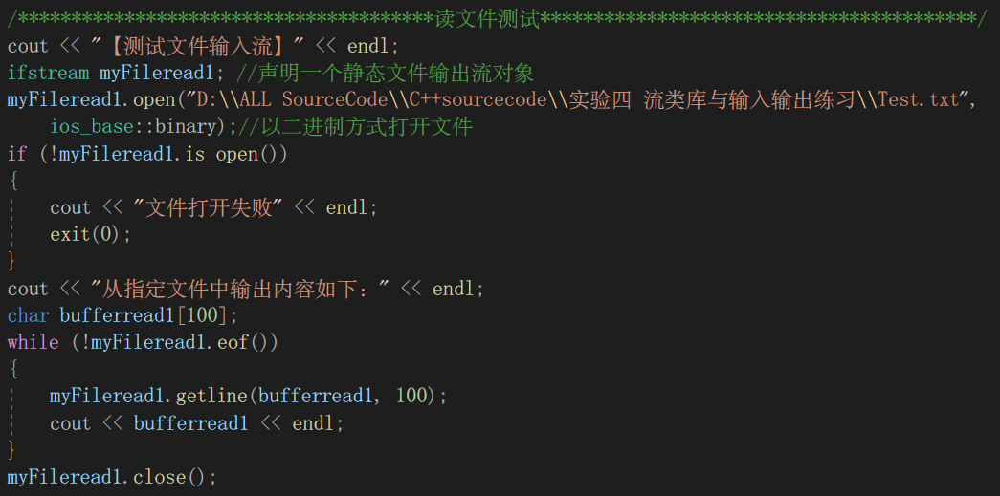 /***************************************读文件测试*****************************************/
cout << "【测试文件输入流】" << endl;
ifstream myFileread1; //声明一个静态文件输出流对象
myFileread1.open("D:\\ALL SourceCode\\C++sourcecode\\实验四 流类库与输入输出练习\\Test.txt",
ios_base::binary);//以二进制方式打开文件
if (!myFileread1.is_open())
{
cout << "文件打开失败" << endl;
exit(0);
}
cout << "从指定文件中输出内容如下：" << endl;
char bufferread1[100];
while (!myFileread1.eof())
{
myFileread1.getline(bufferread1, 100);
cout << bufferread1 << endl;
}
myFileread1.close();